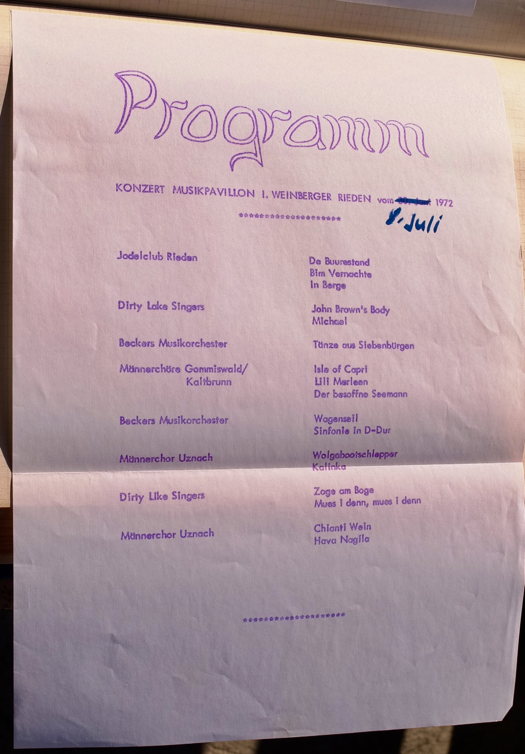 Programm
KONZERT MUSIKPAVILLON I. WEINBERGER RIEDEN vom 1972
8. Juli
********************
Jodelclub Rieden
De Buurestand
Bim Vernachte
in Berge
Dirty Lake Singers
John Brown's Body
Michael
Beckers Musikorchester
Tänze aus Siebenbürgen
Männerchöre Gommiswald/
Kaltbrunn
Isle of Capri
Lili Marleen
Der besoffne Seemann
Beckers Musikorchester
Wagenseil
Sinfonie in D-Dur
Männerchor Uznach
Wolgabootschlepper
Kalinka
Dirty Like Singers
Zoge am Boge
Mues i denn, mues i denn
Männerchor Uznach
Chianti Wein
Hava Nagila
********************